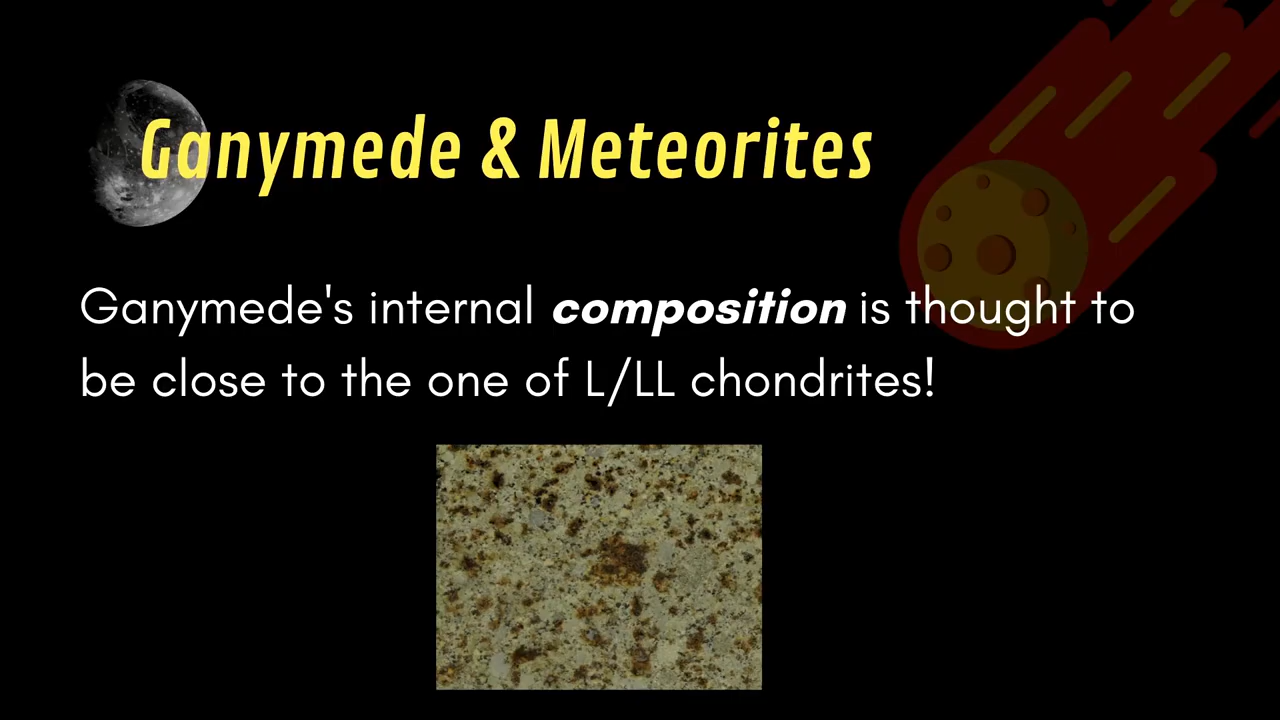 Ganymede & Meteorites
Ganymede's internal composition is thought to
be close to the one of L/LL chondrites!